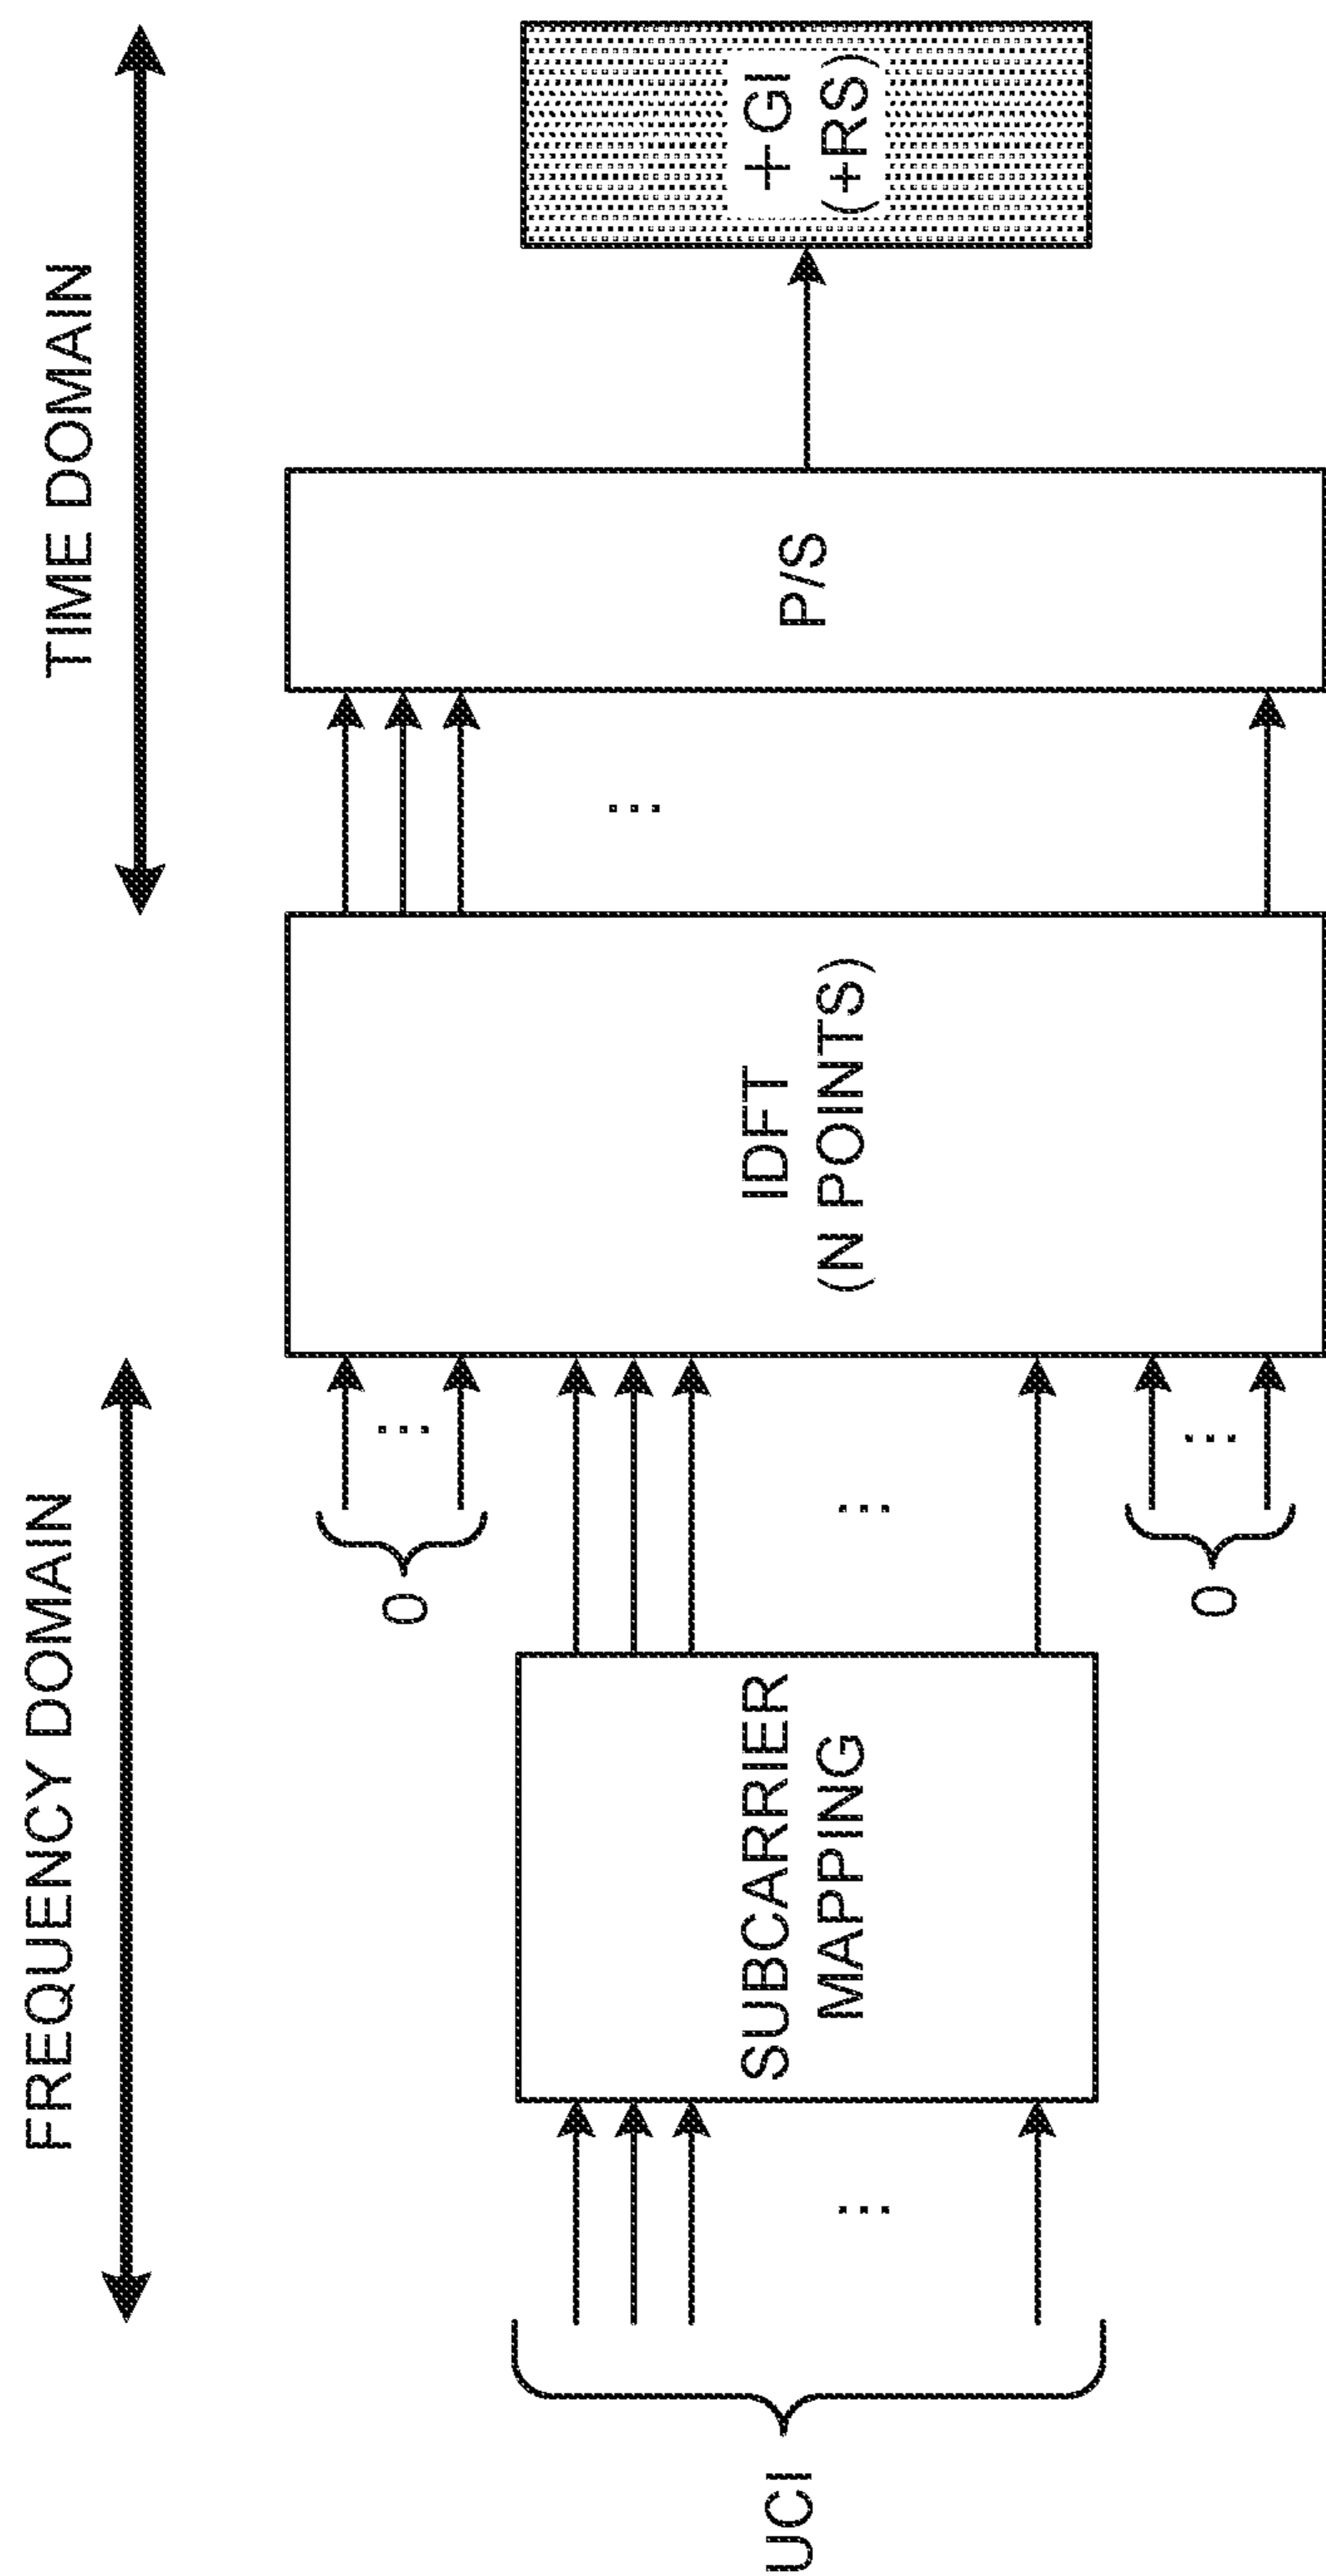 FREQUENCY DOMAIN
TIME DOMAIN
UCI
...
SUBCARRIER
MAPPING
0
...
...
0
...
IDFT
(N POINTS)
...
P/S
+GI
(+RS)